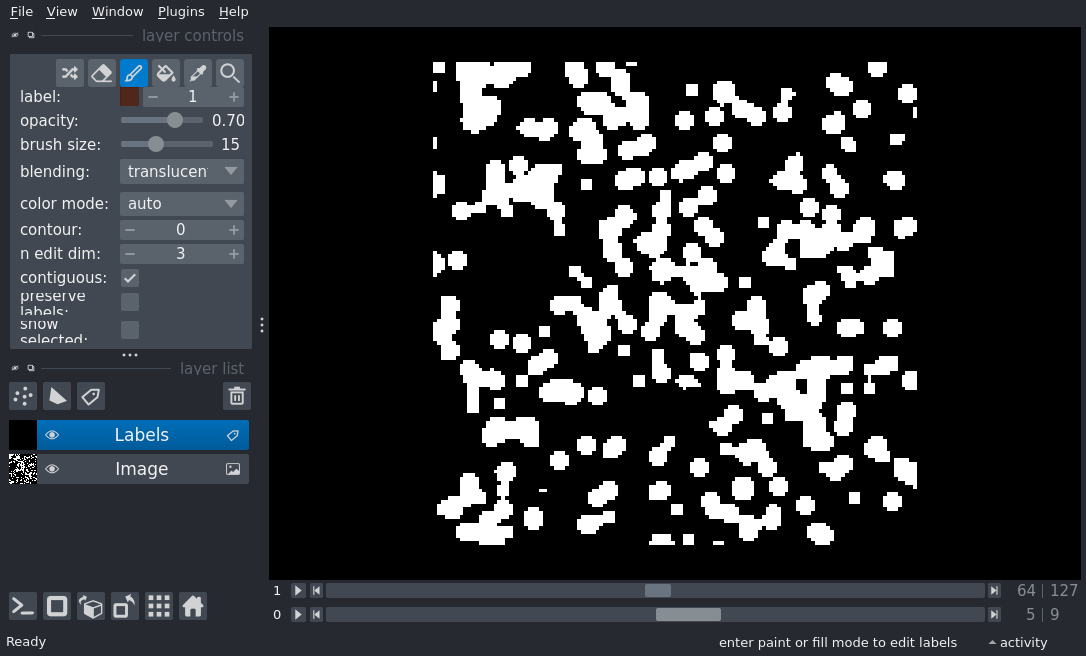 File View Window Plugins Help
layer controls
label: 1
opacity: 0.70
brush size: 15
blending: translucen
color mode: auto
contour: 0
n edit dim: 3
contiguous:
preserve
labels:
show
selected:
layer list
Labels
Image
1 64 127
0 5 9
Ready enter paint or fill mode to edit labels activity